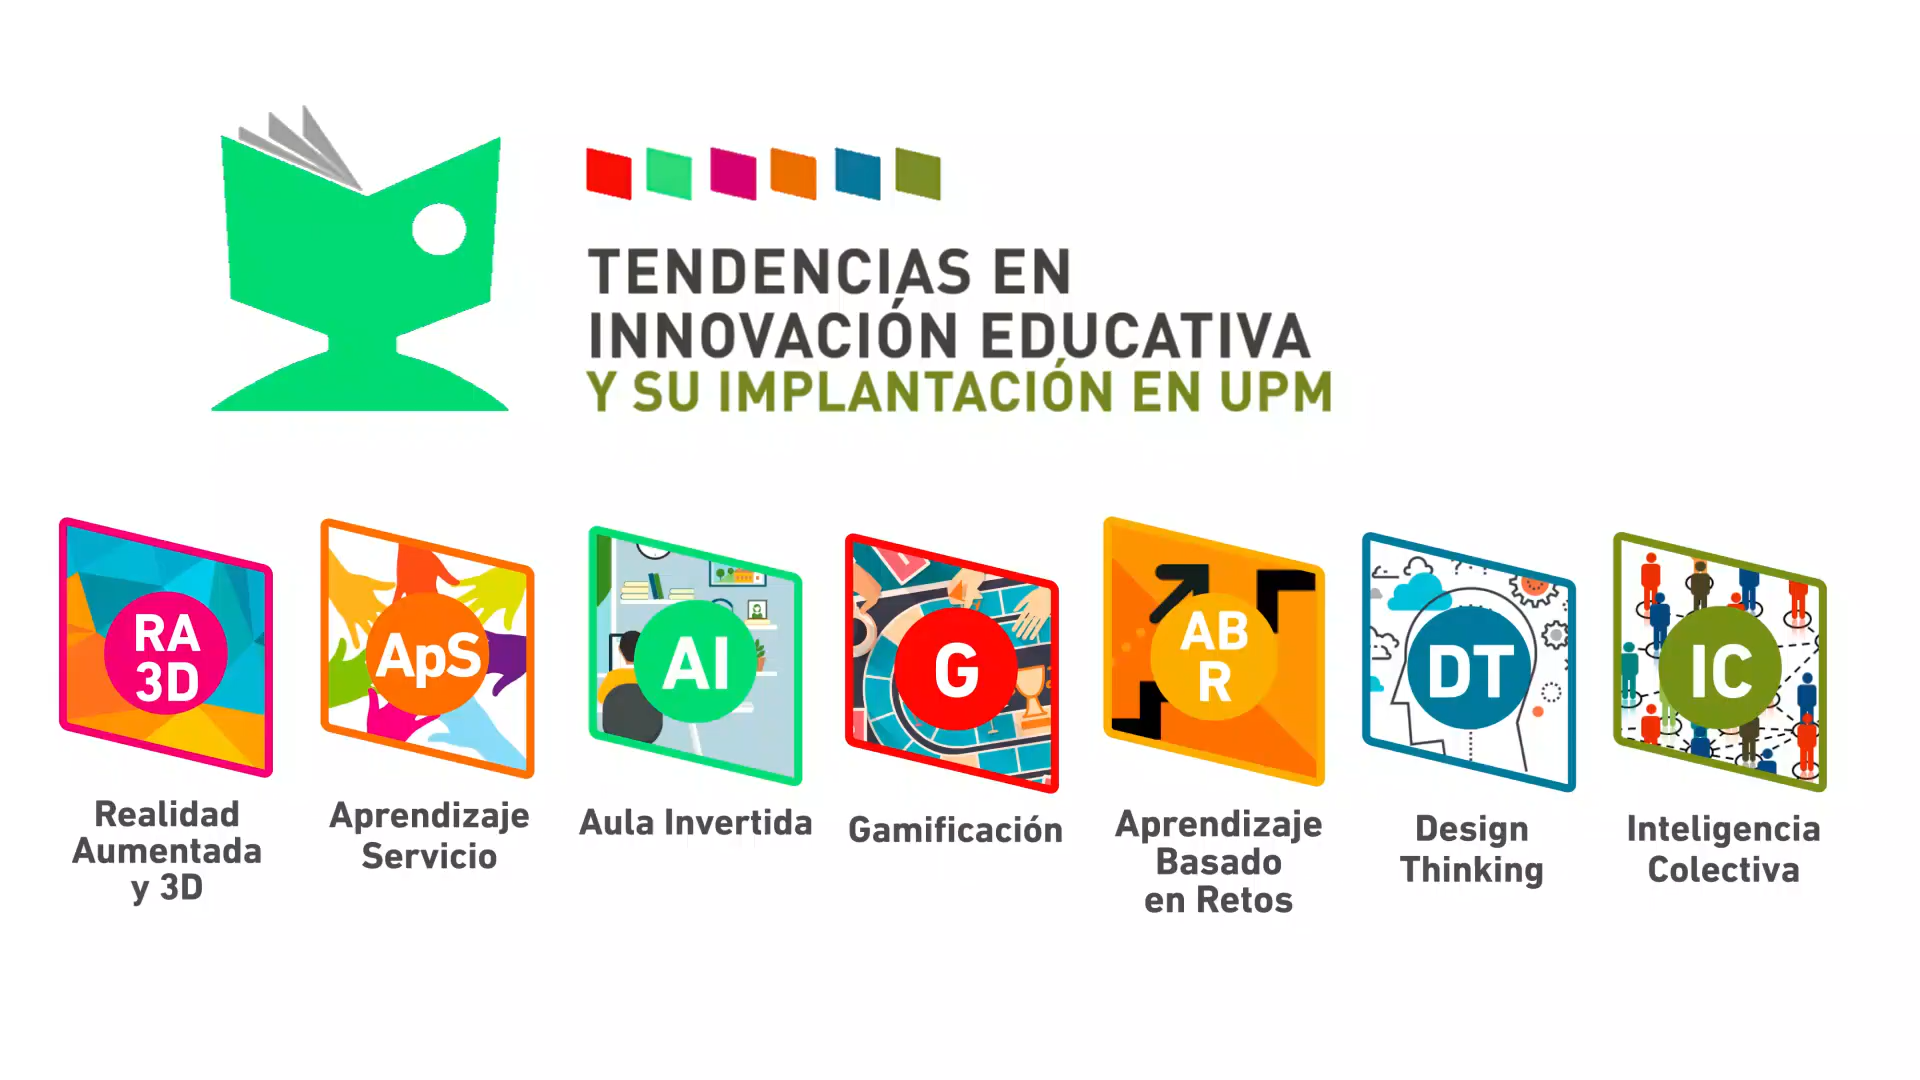 TENDENCIAS EN
INNOVACIÓN EDUCATIVA
Y SU IMPLANTACIÓN EN UPM
RA
3D
Realidad
Aumentada
y 3D
ApS
Aprendizaje
Servicio
AI
Aula Invertida
G
Gamificación
AB
R
Aprendizaje
Basado
en Retos
DT
Design
Thinking
IC
Inteligencia
Colectiva